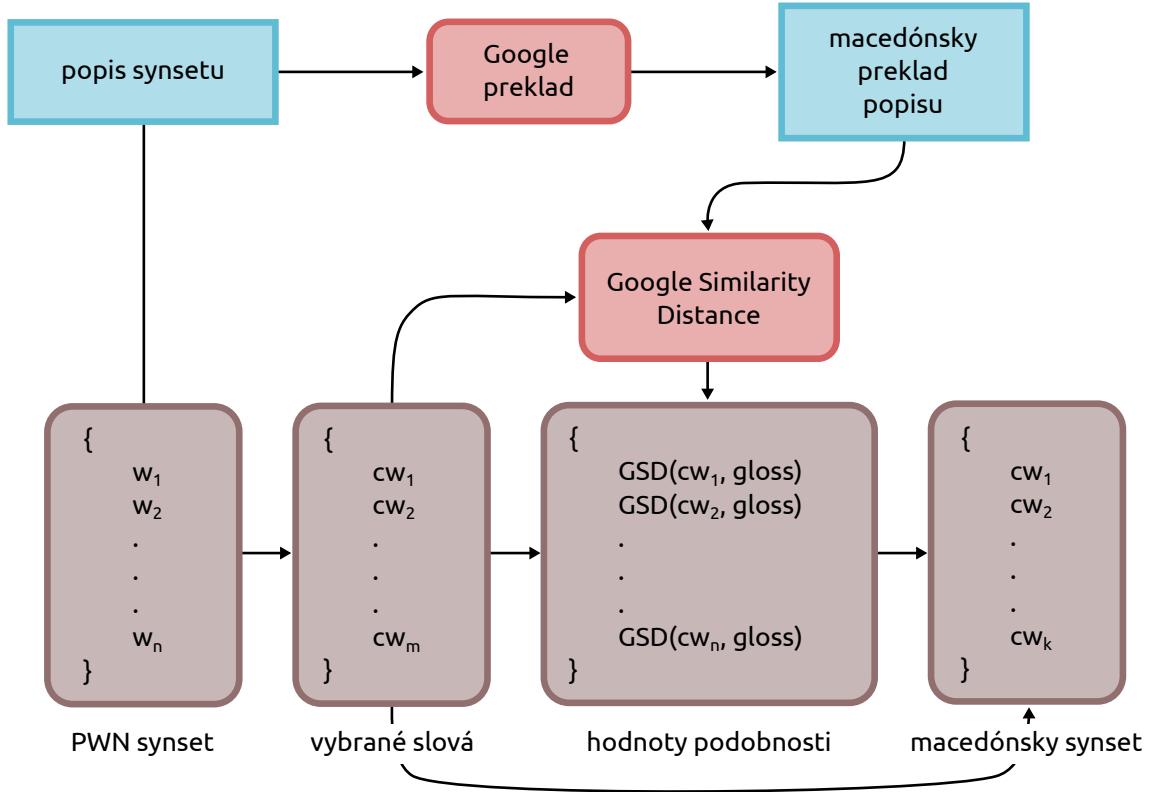 popis synsetu
Google
preklad
macedónsky
preklad
popisu
Google Similarity
Distance
{
w₁
w₂
.
.
.
wₙ
}
{
cw₁
cw₂
.
.
.
cwₘ
}
{
GSD(cw₁, gloss)
GSD(cw₂, gloss)
.
.
.
GSD(cwₙ, gloss)
}
{
cw₁
cw₂
.
.
.
cwₖ
}
PWN synset
vybrané slová
hodnoty podobnosti
macedónsky synset